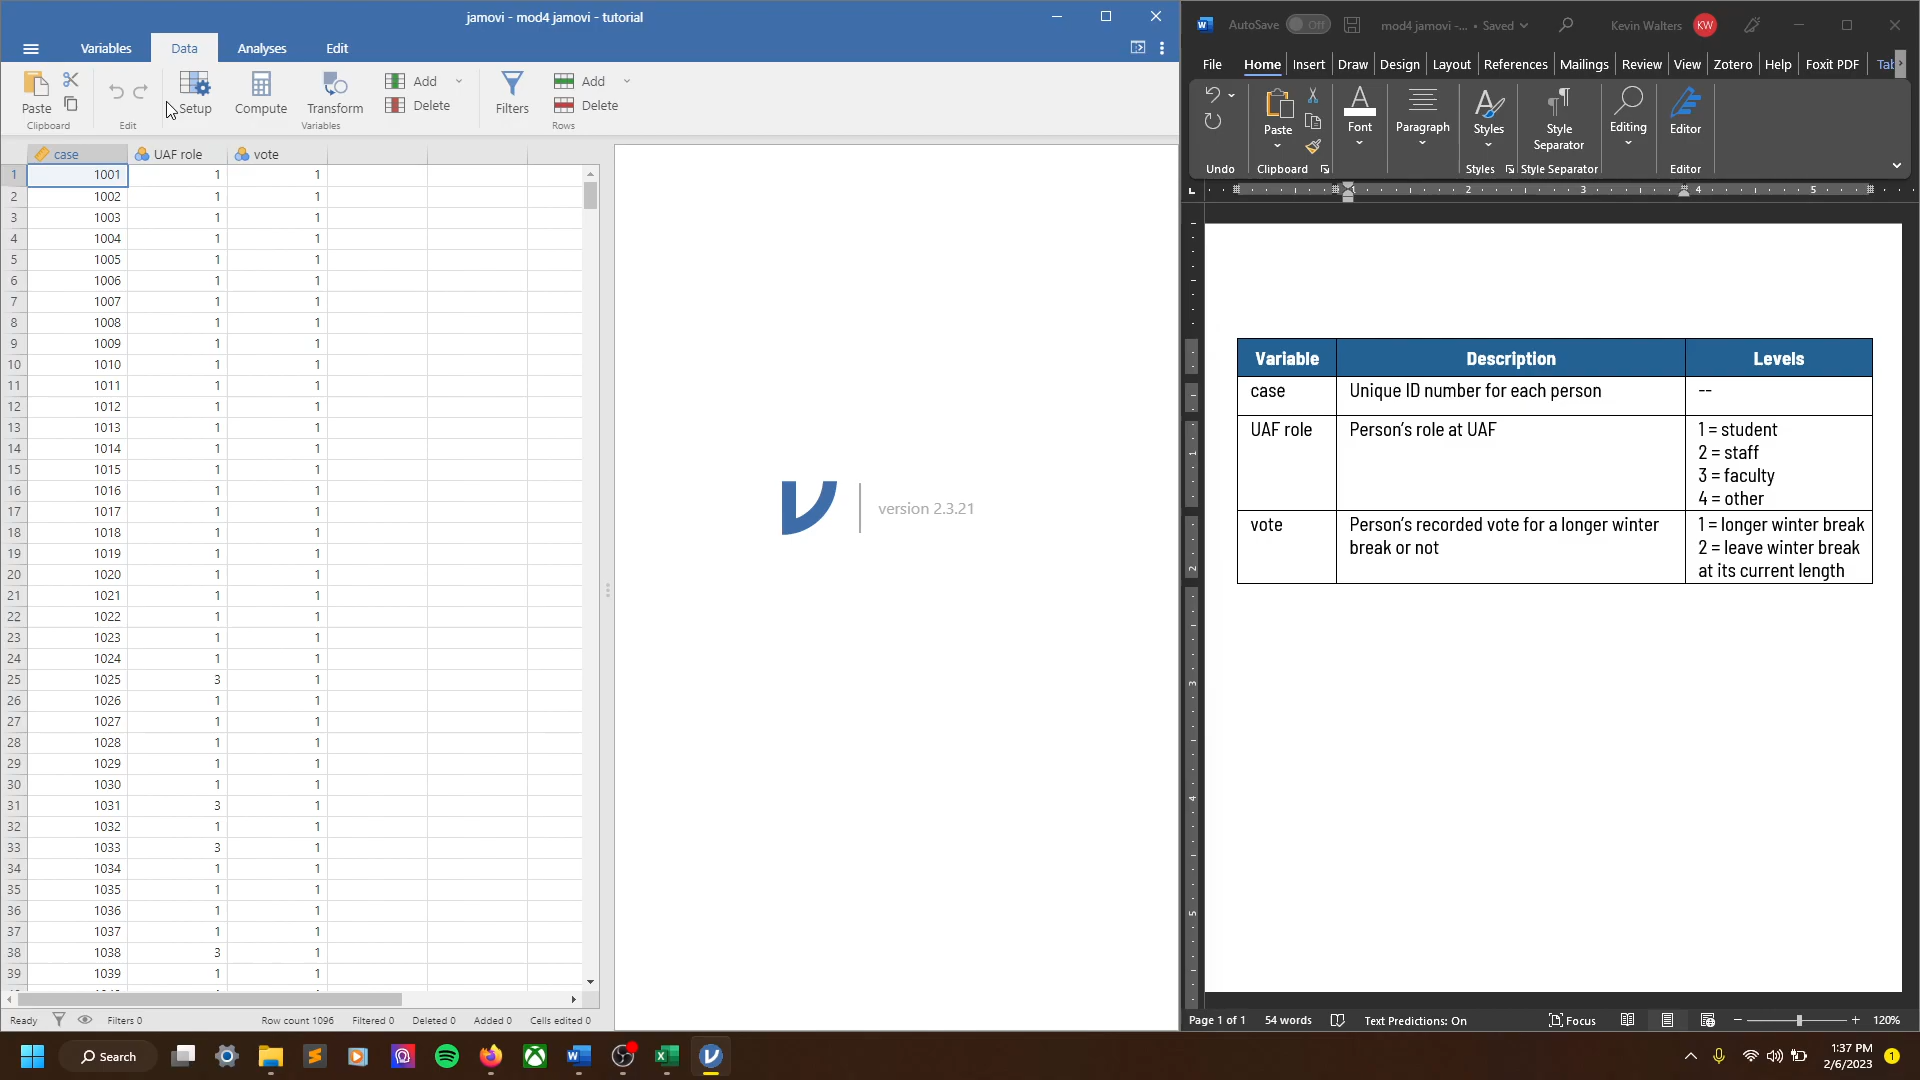 jamovi - mod4 jamovi - tutorial
Variables Data Analyses Edit
Paste Setup Compute Transform Add Delete Filters Add Delete
Clipboard Edit Variables Rows
case UAF role vote
1 1001 1 1
2 1002 1 1
3 1003 1 1
4 1004 1 1
5 1005 1 1
6 1006 1 1
7 1007 1 1
8 1008 1 1
9 1009 1 1
10 1010 1 1
11 1011 1 1
12 1012 1 1
13 1013 1 1
14 1014 1 1
15 1015 1 1
16 1016 1 1
17 1017 1 1
18 1018 1 1
19 1019 1 1
20 1020 1 1
21 1021 1 1
22 1022 1 1
23 1023 1 1
24 1024 1 1
25 1025 3 1
26 1026 1 1
27 1027 1 1
28 1028 1 1
29 1029 1 1
30 1030 1 1
31 1031 3 1
32 1032 1 1
33 1033 3 1
34 1034 1 1
35 1035 1 1
36 1036 1 1
37 1037 1 1
38 1038 3 1
39 1039 1 1
Ready Filters 0 Row count 1096 Filtered 0 Deleted 0 Added 0 Cells edited 0
version 2.3.21
AutoSave Off mod4 jamovi -... • Saved Kevin Walters KW
File Home Insert Draw Design Layout References Mailings Review View Zotero Help Foxit PDF Tab
Paste Font Paragraph Styles Style Separator Editing Editor
Undo Clipboard Styles Style Separator Editor
1 2 3 4 5
Variable Description Levels
case Unique ID number for each person --
UAF role Person's role at UAF 1 = student
2 = staff
3 = faculty
4 = other
vote Person's recorded vote for a longer winter break or not 1 = longer winter break
2 = leave winter break
at its current length
1
2
3
4
5
Page 1 of 1 54 words Text Predictions: On Focus 120%
Search
1:37 PM
2/6/2023
1